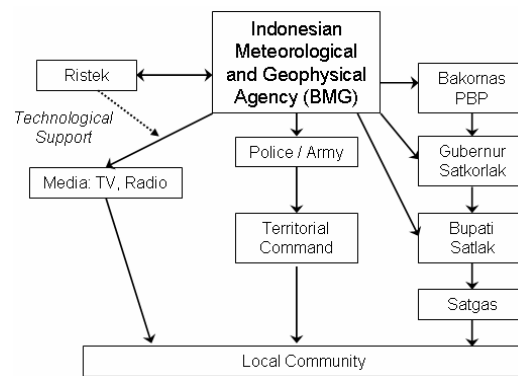 Indonesian
Meteorological
and Geophysical
Agency (BMG)
Ristek
Bakornas
PBP
Technological
Support
Police / Army
Gubernur
Satkorlak
Media: TV, Radio
Territorial
Command
Bupati
Satlak
Satgas
Local Community